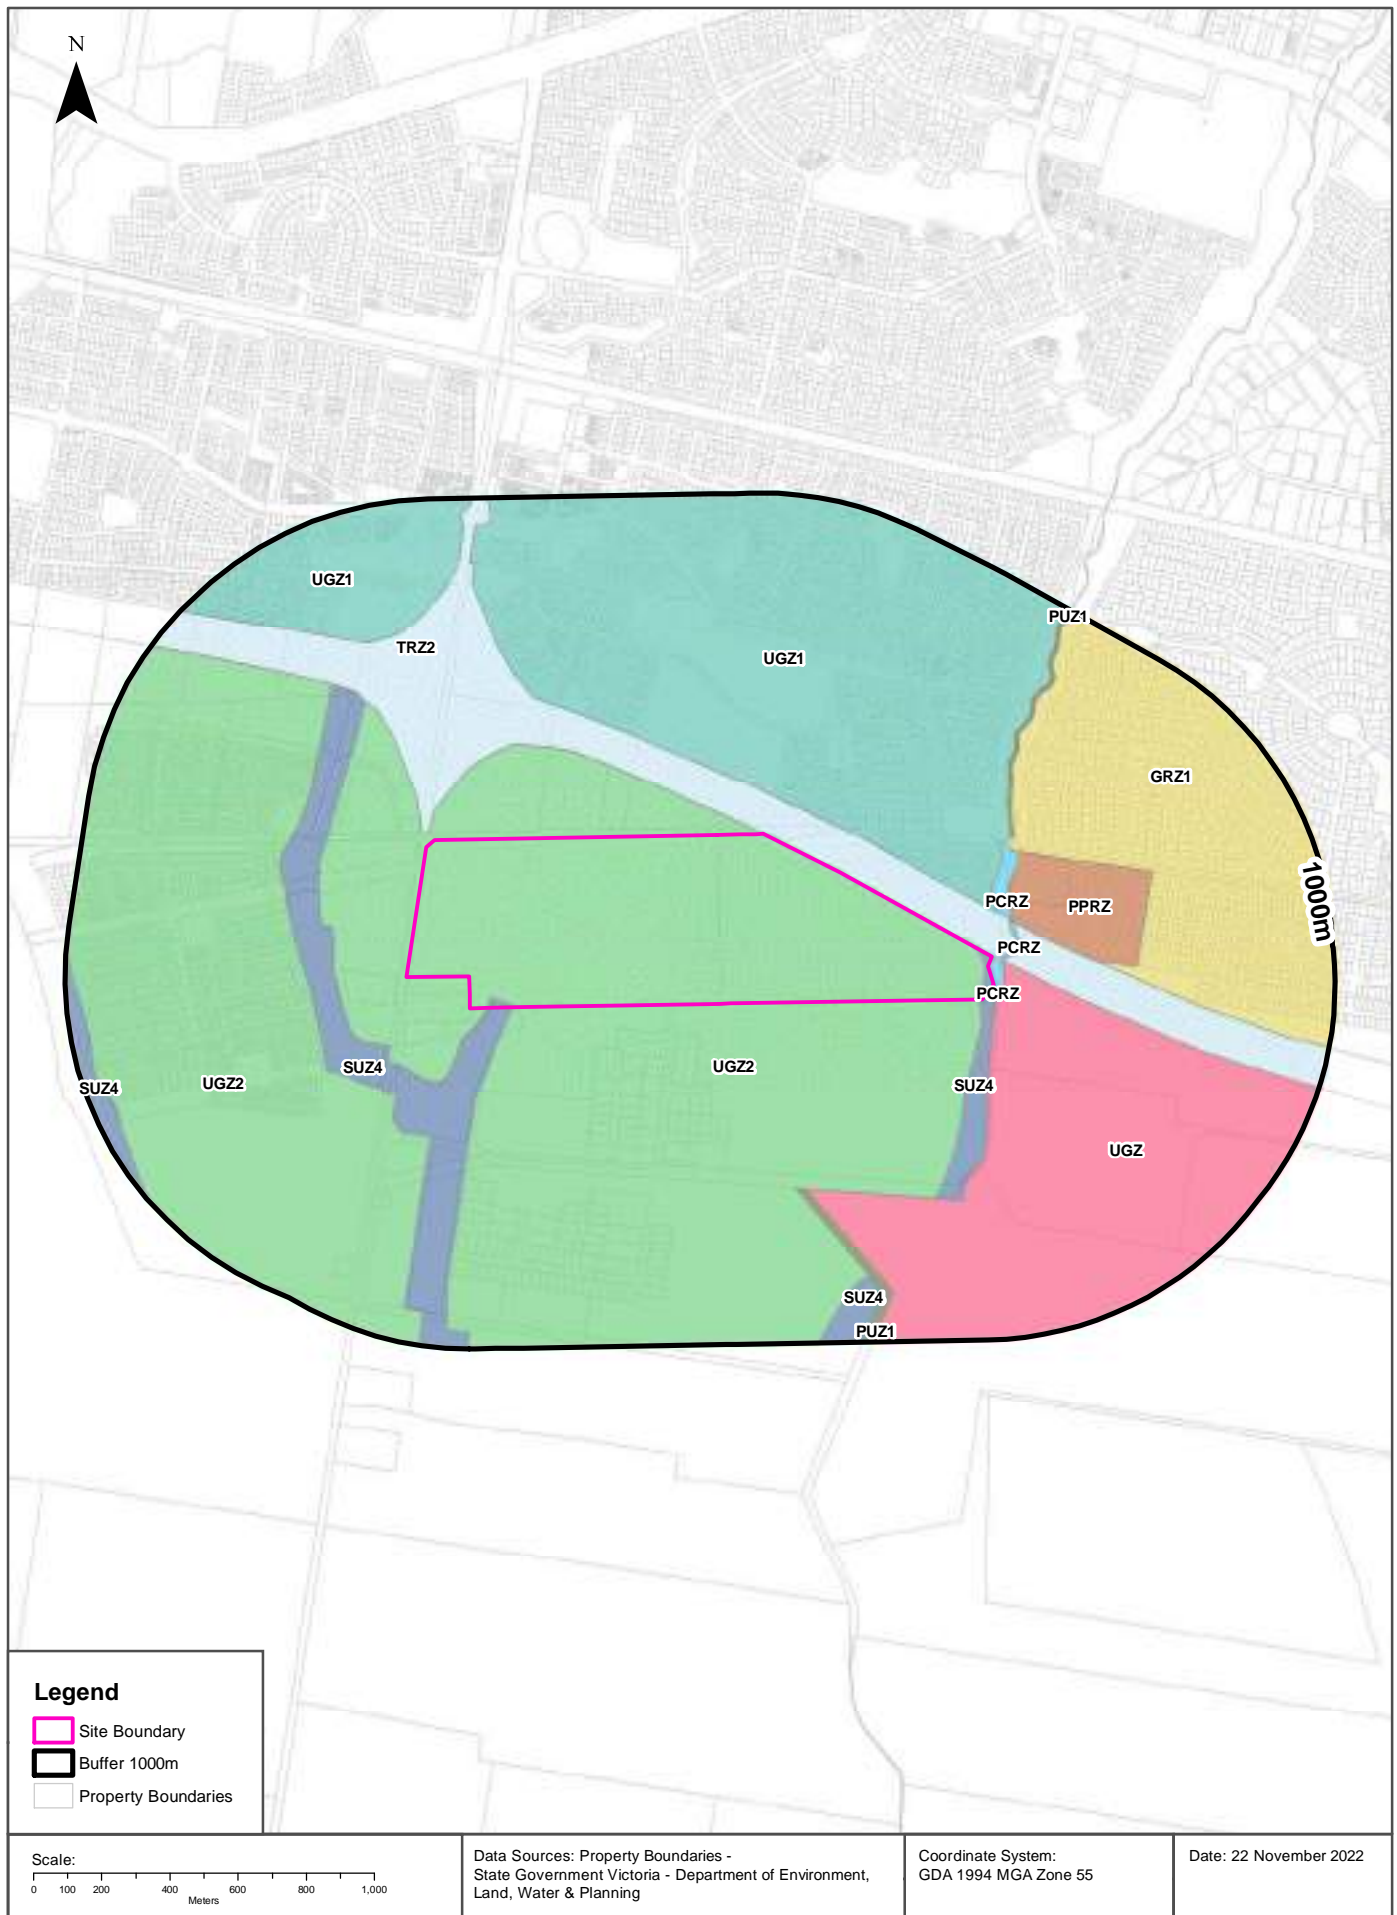 N
UGZ1
PUZ1
TRZ2
UGZ1
GRZ1
1000m
PCRZ
PPRZ
PCRZ
PCRZ
SUZ4
UGZ2
SUZ4
UGZ2
SUZ4
UGZ
SUZ4
PUZ1
Legend
Site Boundary
Buffer 1000m
Property Boundaries
Scale:
0 100 200 400 600 800 1,000
Meters
Data Sources: Property Boundaries -
State Government Victoria - Department of Environment,
Land, Water & Planning
Coordinate System:
GDA 1994 MGA Zone 55
Date: 22 November 2022